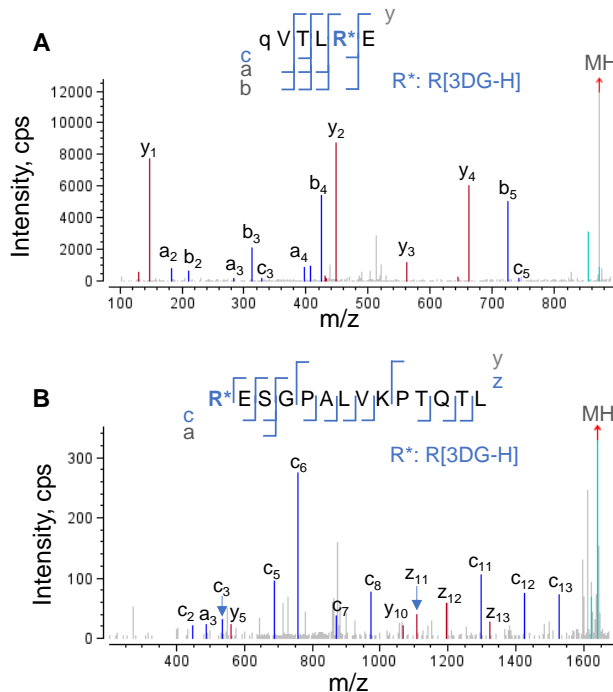 A
y
q V T L R* E
c
a
b
R*: R[3DG-H]
MH
Intensity, cps
12000
10000
8000
6000
4000
2000
0
y1
a2
b2
b3
a3
c3
a4
b4
y2
y3
y4
b5
c5
100 200 300 400 500 600 700 800
m/z
B
y
z
R* E S G P A L V K P T Q T L
c
a
R*: R[3DG-H]
MH
Intensity, cps
300
200
100
0
c2
a3
c3
y5
c5
c6
c7
c8
y10
z11
z12
c11
z13
c12
c13
400 600 800 1000 1200 1400 1600
m/z